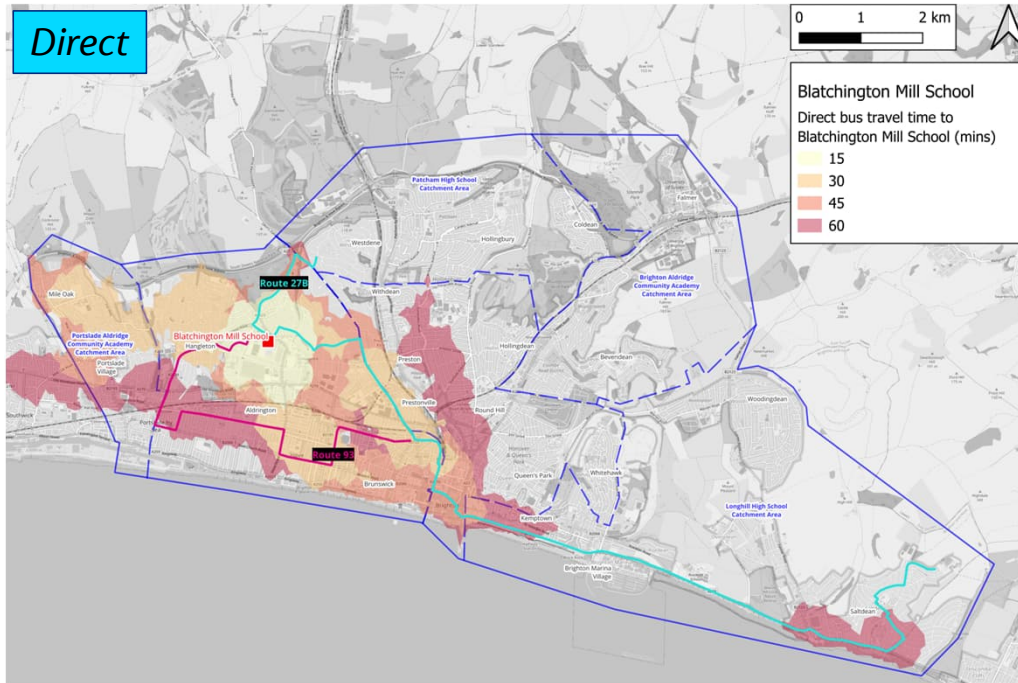 Direct
0 1 2 km
Blatchington Mill School
Direct bus travel time to
Blatchington Mill School (mins)
15
30
45
60
Patcham High School
Catchment Area
Falmer
Coldean
Westdene
Hollingbury
Withdean
Brighton Aldridge
Community Academy
Catchment Area
Route 27B
Mile Oak
Blatchington Mill School
Portslade Aldridge
Community Academy
Catchment Area
Hangleton
Portslade
Village
Hollingdean
Preston
Bevendean
Woodingdean
Southwick
Aldrington
Prestonville
Round Hill
Route 93
Queen's Park
Whitehawk
Brunswick
Kemptown
Longhill High School
Catchment Area
Brighton Marina
Village
Saltdean